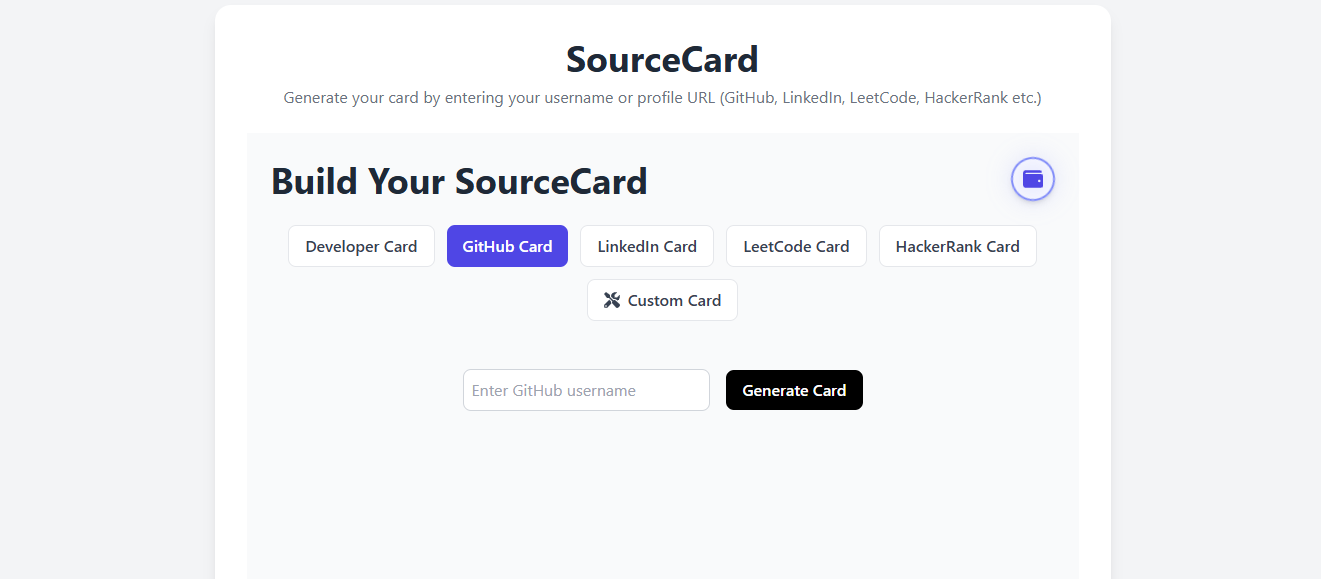 SourceCard
Generate your card by entering your username or profile URL (GitHub, LinkedIn, LeetCode, HackerRank etc.)
Build Your SourceCard
Developer Card GitHub Card LinkedIn Card LeetCode Card HackerRank Card
Custom Card
Enter GitHub username Generate Card